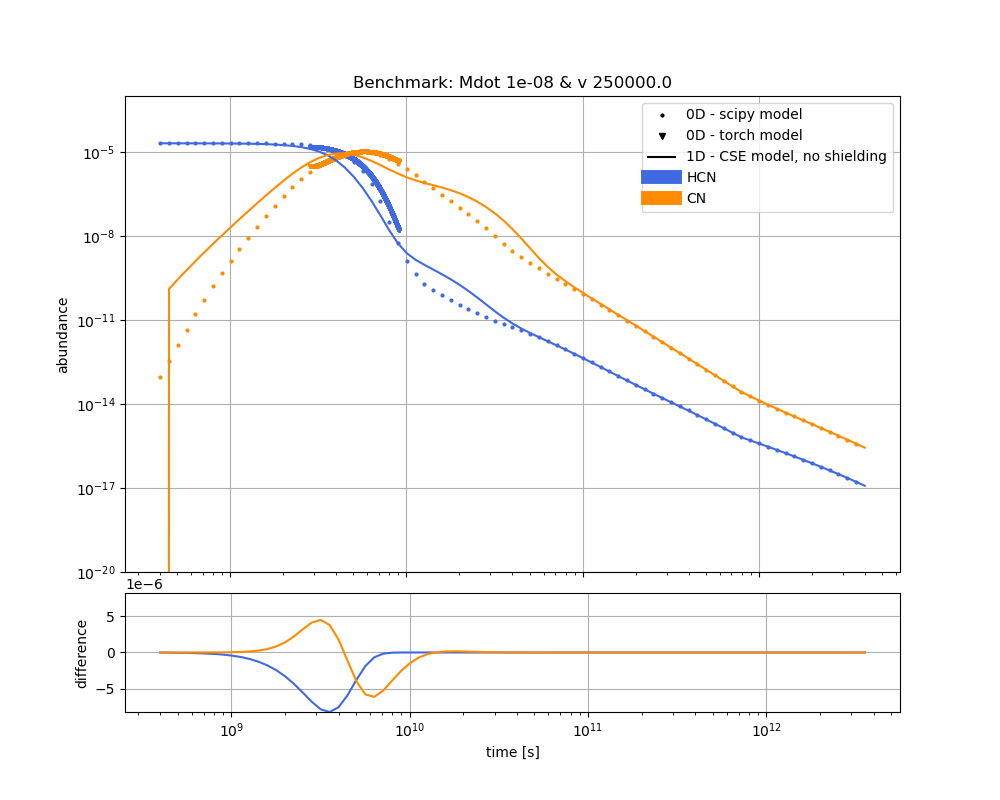 Benchmark: Mdot 1e-08 & v 250000.0
0D - scipy model
0D - torch model
1D - CSE model, no shielding
HCN
CN
abundance
10⁻⁵
10⁻⁸
10⁻¹¹
10⁻¹⁴
10⁻¹⁷
10⁻²⁰
1e−6
difference
5
0
−5
10⁹
10¹⁰
10¹¹
10¹²
time [s]